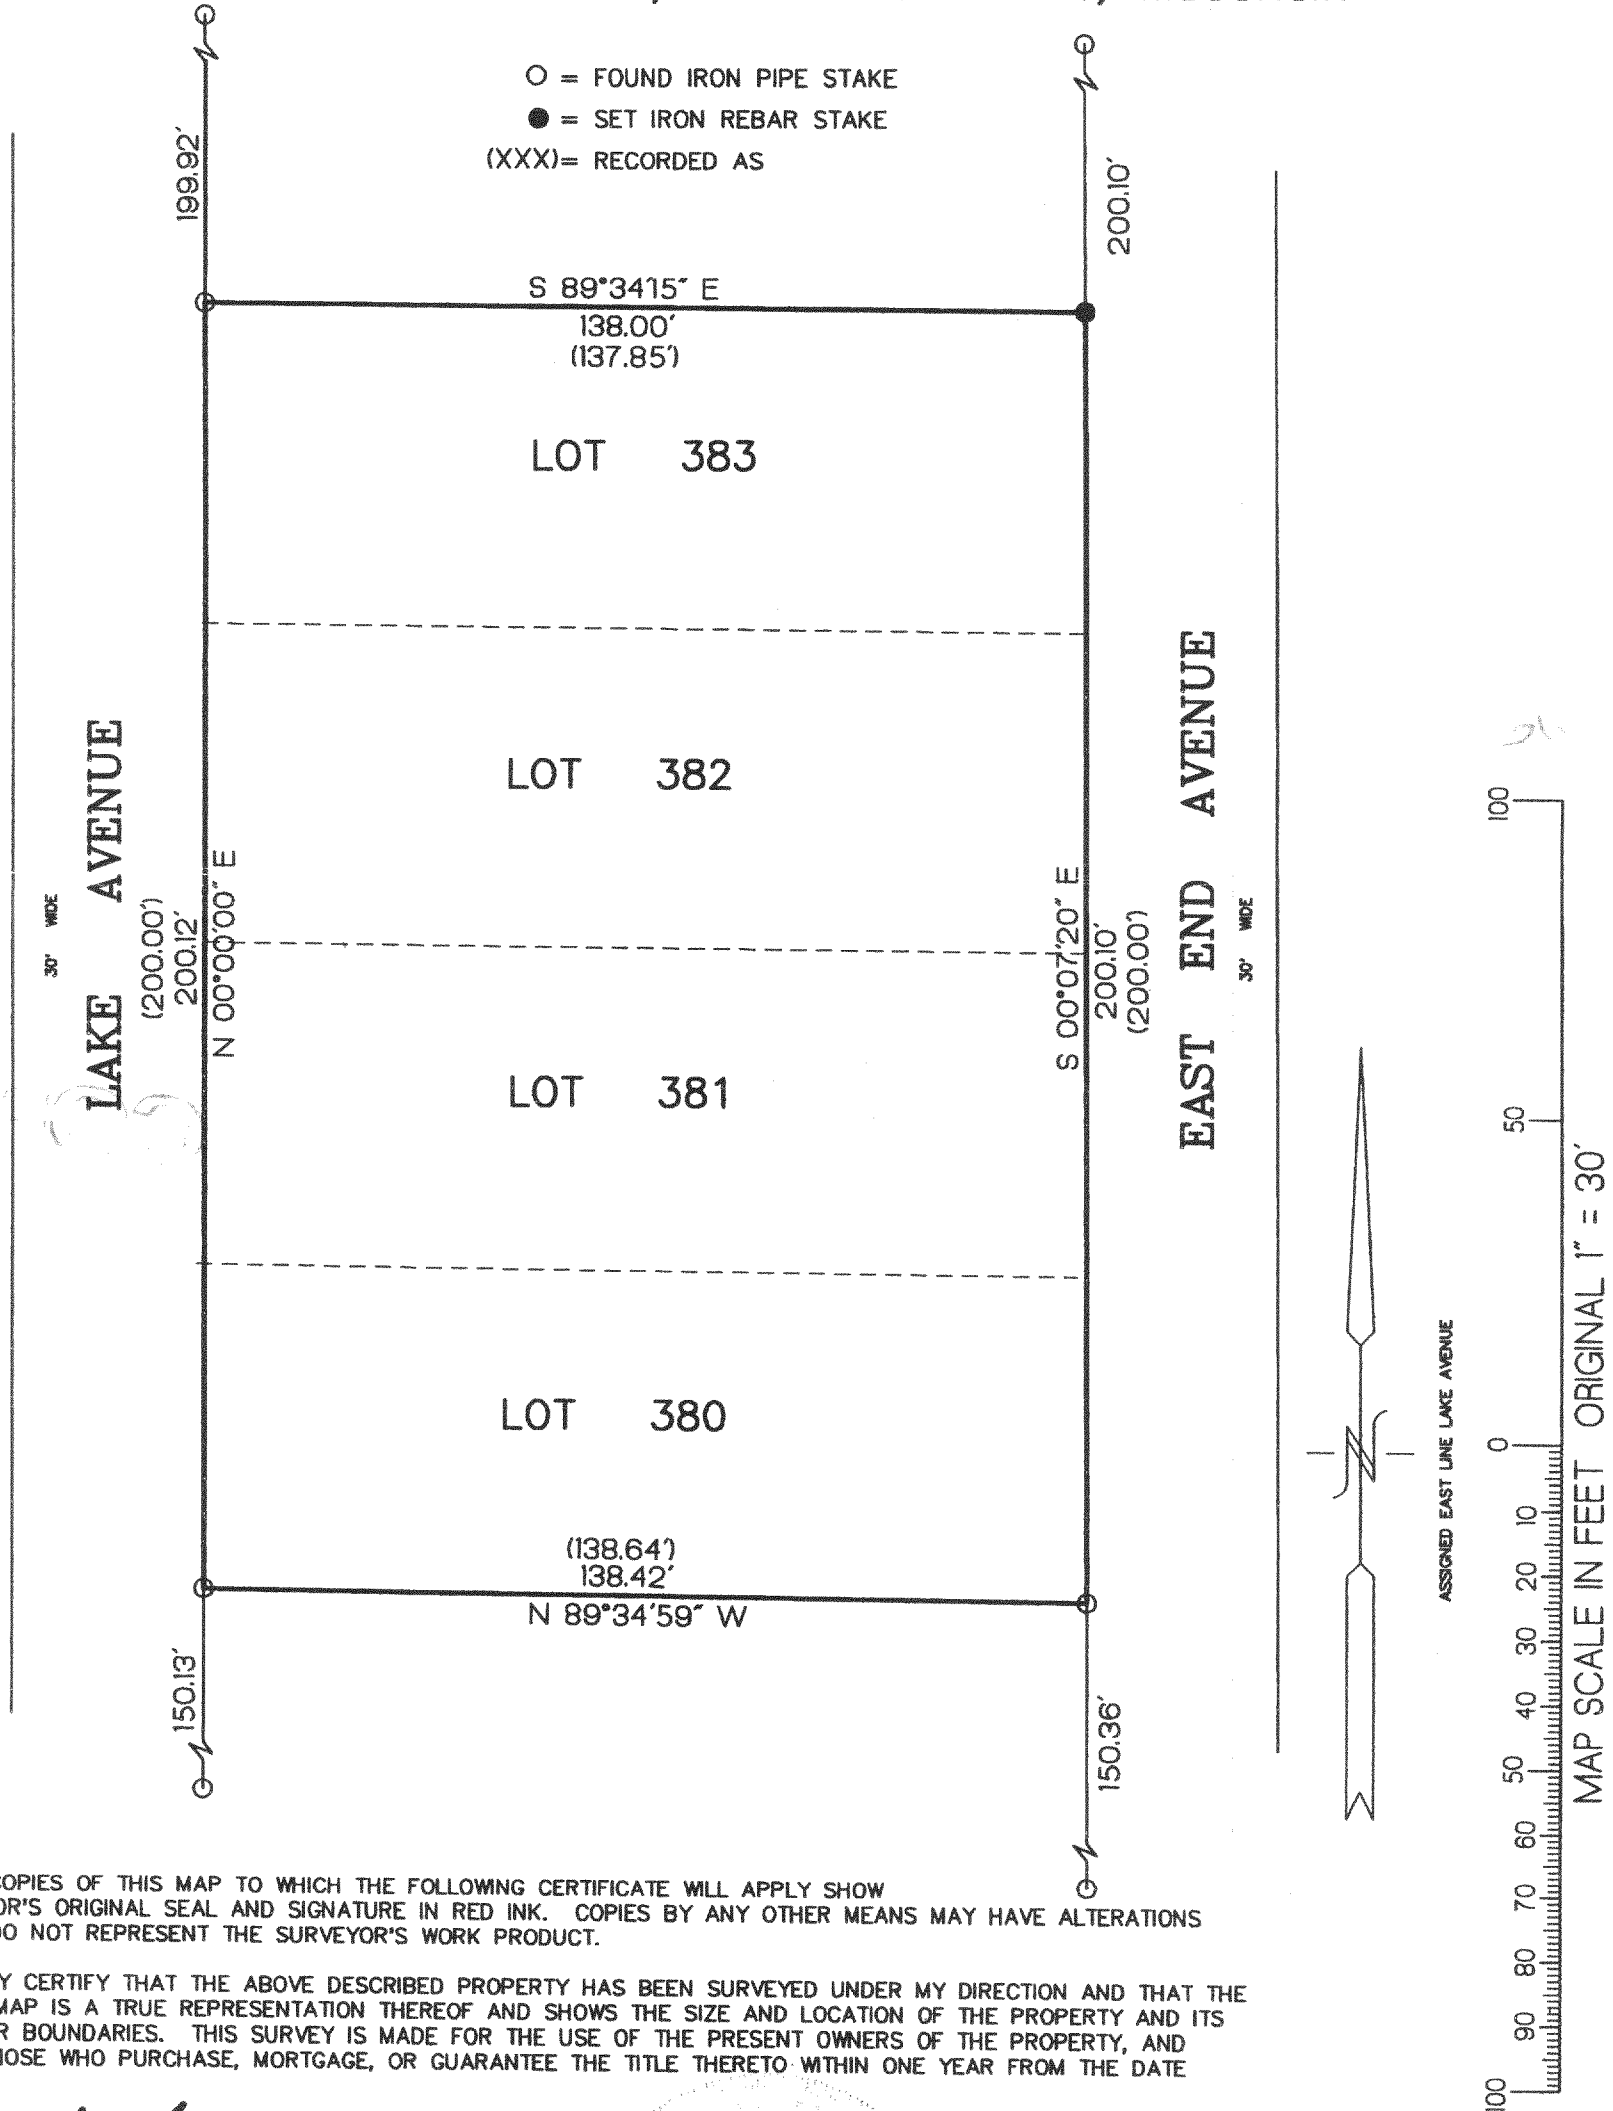 ○ = FOUND IRON PIPE STAKE
● = SET IRON REBAR STAKE
(XXX)= RECORDED AS
199.92'
200.10'
S 89°34'15" E
138.00'
(137.85')
LOT 383
LOT 382
LAKE AVENUE
30' WIDE
(200.00')
200.12'
N 00°00'00" E
S 00°07'20" E
200.10'
(200.00')
EAST END AVENUE
30' WIDE
LOT 381
LOT 380
(138.64')
138.42'
N 89°34'59" W
150.13'
150.36'
N
ASSIGNED EAST LINE LAKE AVENUE
100
50
0
10
20
30
40
50
60
70
80
90
100
MAP SCALE IN FEET ORIGINAL 1" = 30'
COPIES OF THIS MAP TO WHICH THE FOLLOWING CERTIFICATE WILL APPLY SHOW
OR'S ORIGINAL SEAL AND SIGNATURE IN RED INK. COPIES BY ANY OTHER MEANS MAY HAVE ALTERATIONS
DO NOT REPRESENT THE SURVEYOR'S WORK PRODUCT.
Y CERTIFY THAT THE ABOVE DESCRIBED PROPERTY HAS BEEN SURVEYED UNDER MY DIRECTION AND THAT THE
MAP IS A TRUE REPRESENTATION THEREOF AND SHOWS THE SIZE AND LOCATION OF THE PROPERTY AND ITS
R BOUNDARIES. THIS SURVEY IS MADE FOR THE USE OF THE PRESENT OWNERS OF THE PROPERTY, AND
HOSE WHO PURCHASE, MORTGAGE, OR GUARANTEE THE TITLE THERETO WITHIN ONE YEAR FROM THE DATE